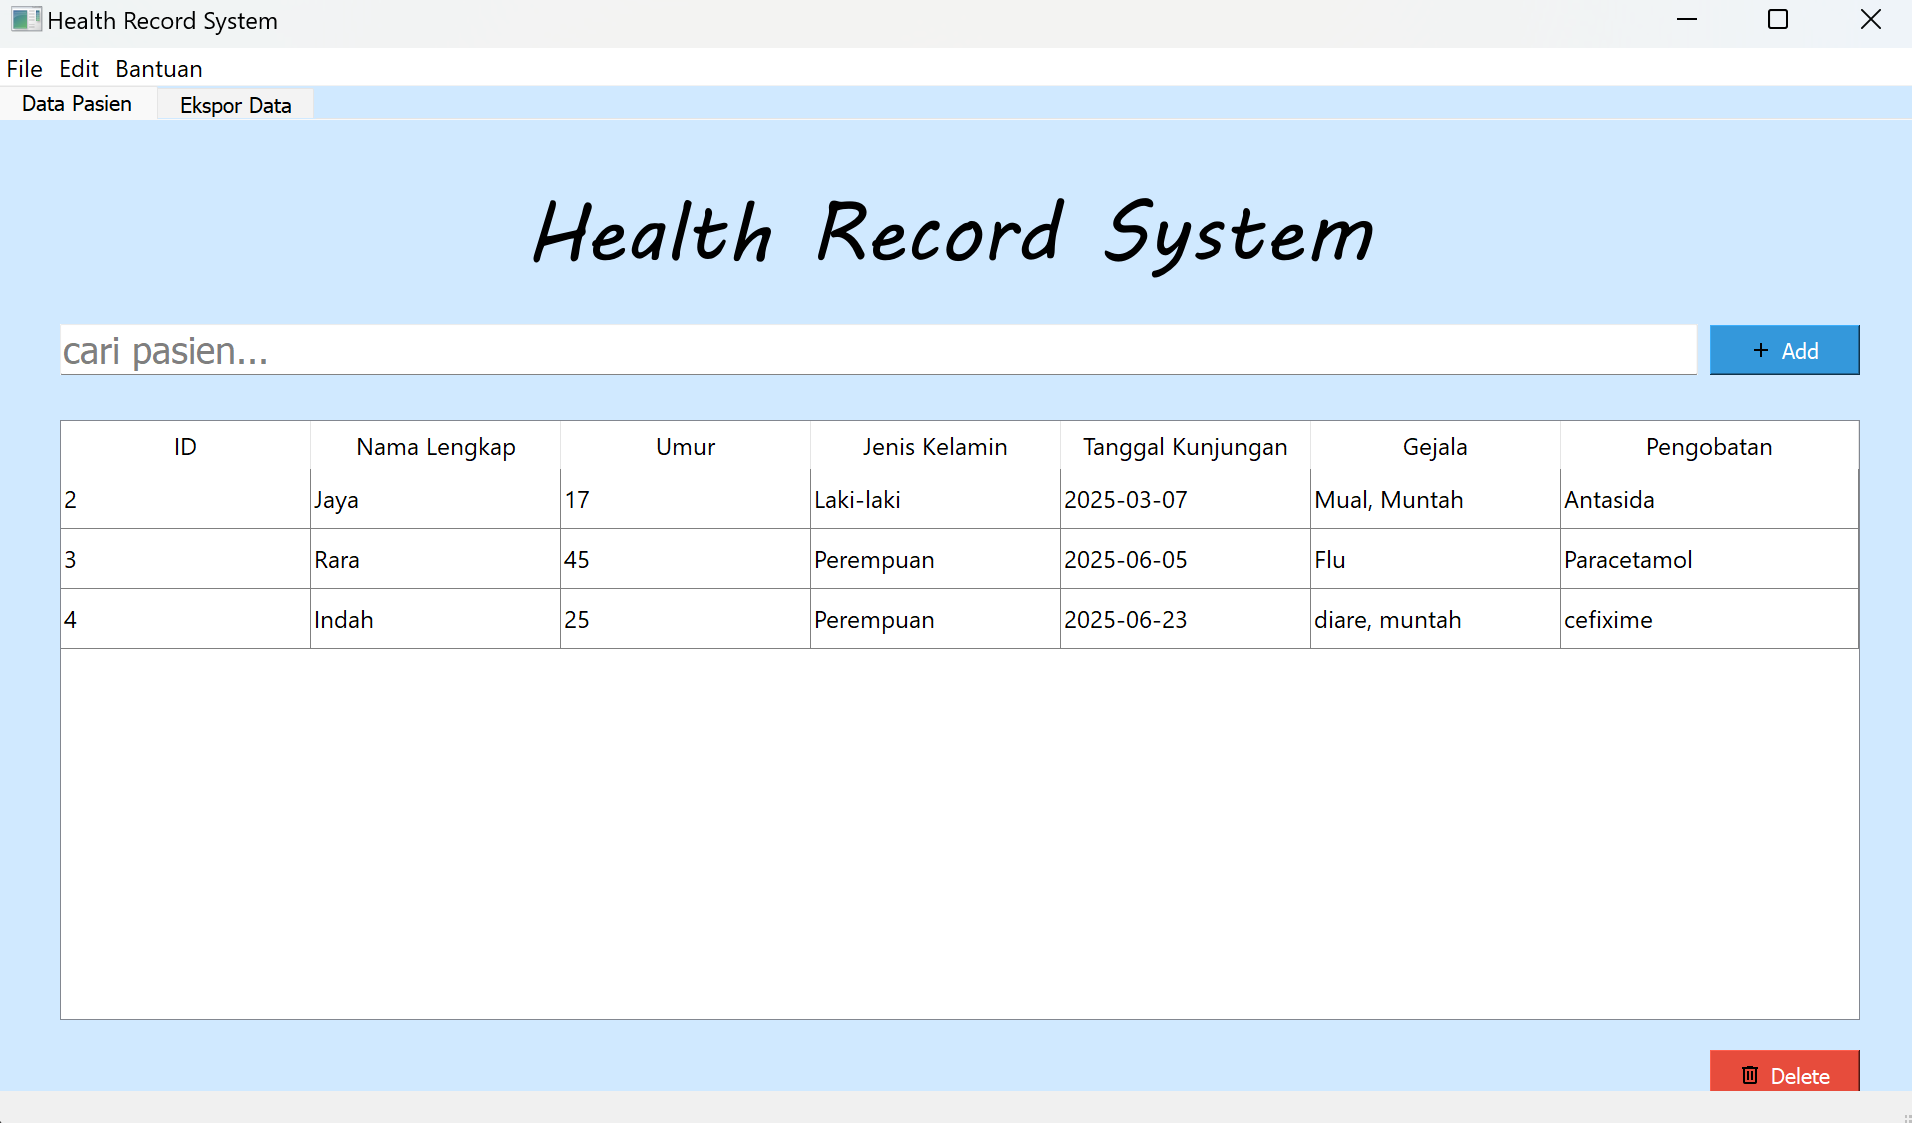 Health Record System
File Edit Bantuan
Data Pasien Ekspor Data
Health Record System
cari pasien...
+ Add
ID Nama Lengkap Umur Jenis Kelamin Tanggal Kunjungan Gejala Pengobatan
2 Jaya 17 Laki-laki 2025-03-07 Mual, Muntah Antasida
3 Rara 45 Perempuan 2025-06-05 Flu Paracetamol
4 Indah 25 Perempuan 2025-06-23 diare, muntah cefixime
Delete